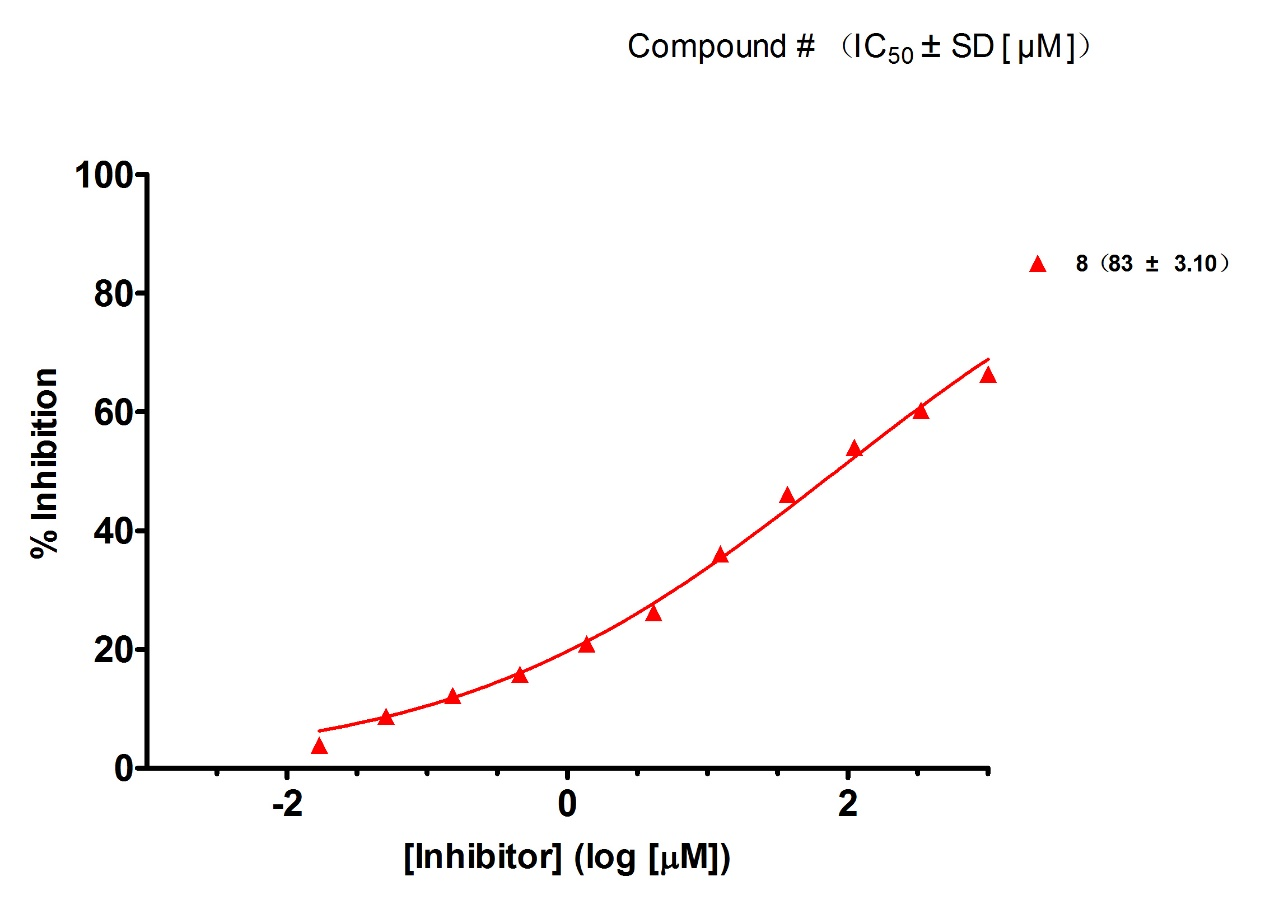 Compound # （IC50 ± SD [ μM ]）
100
80
60
40
20
0
% Inhibition
8（83 ± 3.10）
-2
0
2
[Inhibitor] (log [μM])